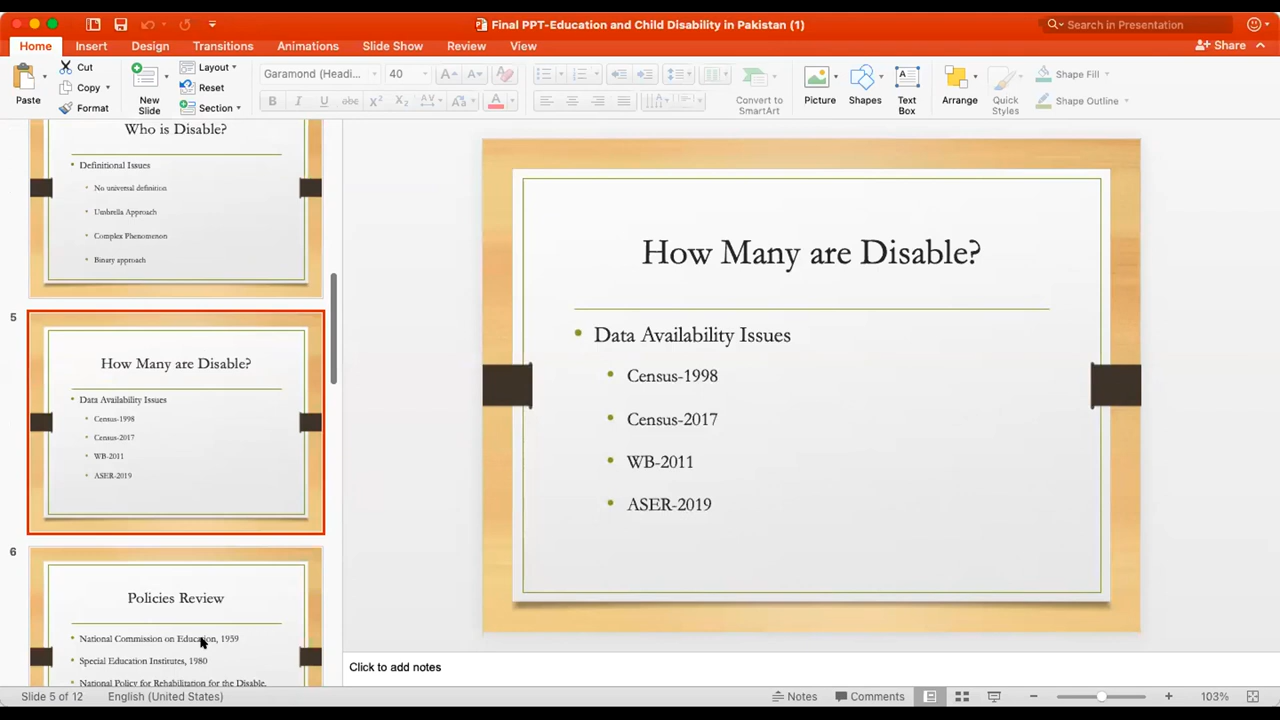 Final PPT-Education and Child Disability in Pakistan (1)
Search in Presentation
Home Insert Design Transitions Animations Slide Show Review View
Share
Paste
Cut
Copy
Format
New Slide
Layout
Reset
Section
Garamond (Headi...
40
Convert to SmartArt
Picture
Shapes
Text Box
Arrange
Quick Styles
Shape Fill
Shape Outline
Who is Disable?
Definitional Issues
No universal definition
Umbrella Approach
Complex Phenomenon
Binary approach
5
How Many are Disable?
Data Availability Issues
Census-1998
Census-2017
WB-2011
ASER-2019
6
Policies Review
National Commission on Education, 1959
Special Education Institutes, 1980
National Policy for Rehabilitation for the Disable,
How Many are Disable?
Data Availability Issues
Census-1998
Census-2017
WB-2011
ASER-2019
Click to add notes
Slide 5 of 12
English (United States)
Notes
Comments
103%